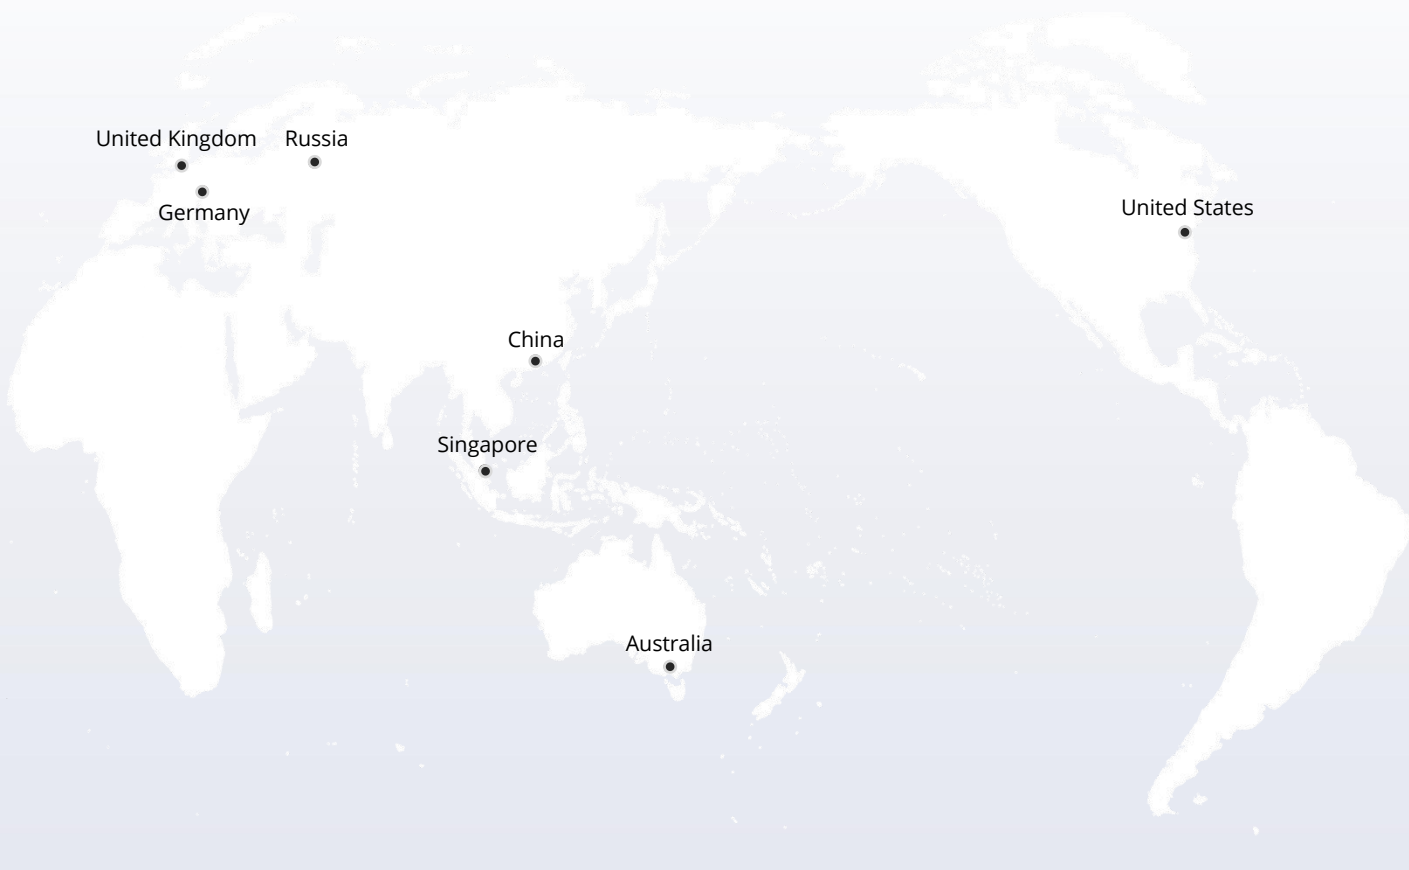 United Kingdom
Russia
Germany
United States
China
Singapore
Australia